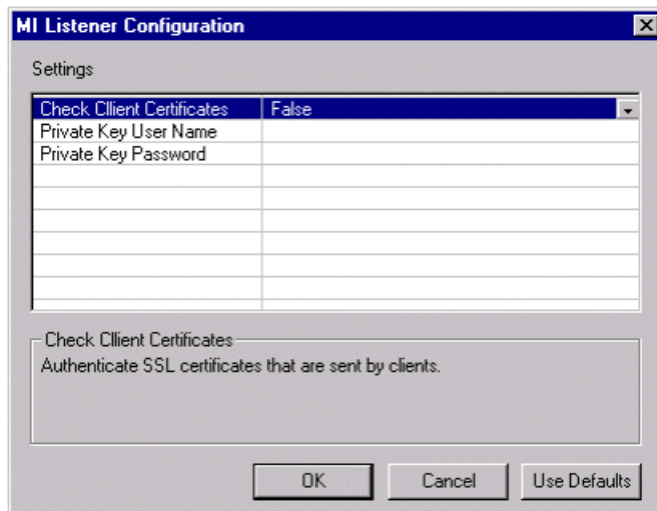 MI Listener Configuration
Settings
Check Cllient Certificates False
Private Key User Name
Private Key Password
Check Cllient Certificates
Authenticate SSL certificates that are sent by clients.
OK Cancel Use Defaults